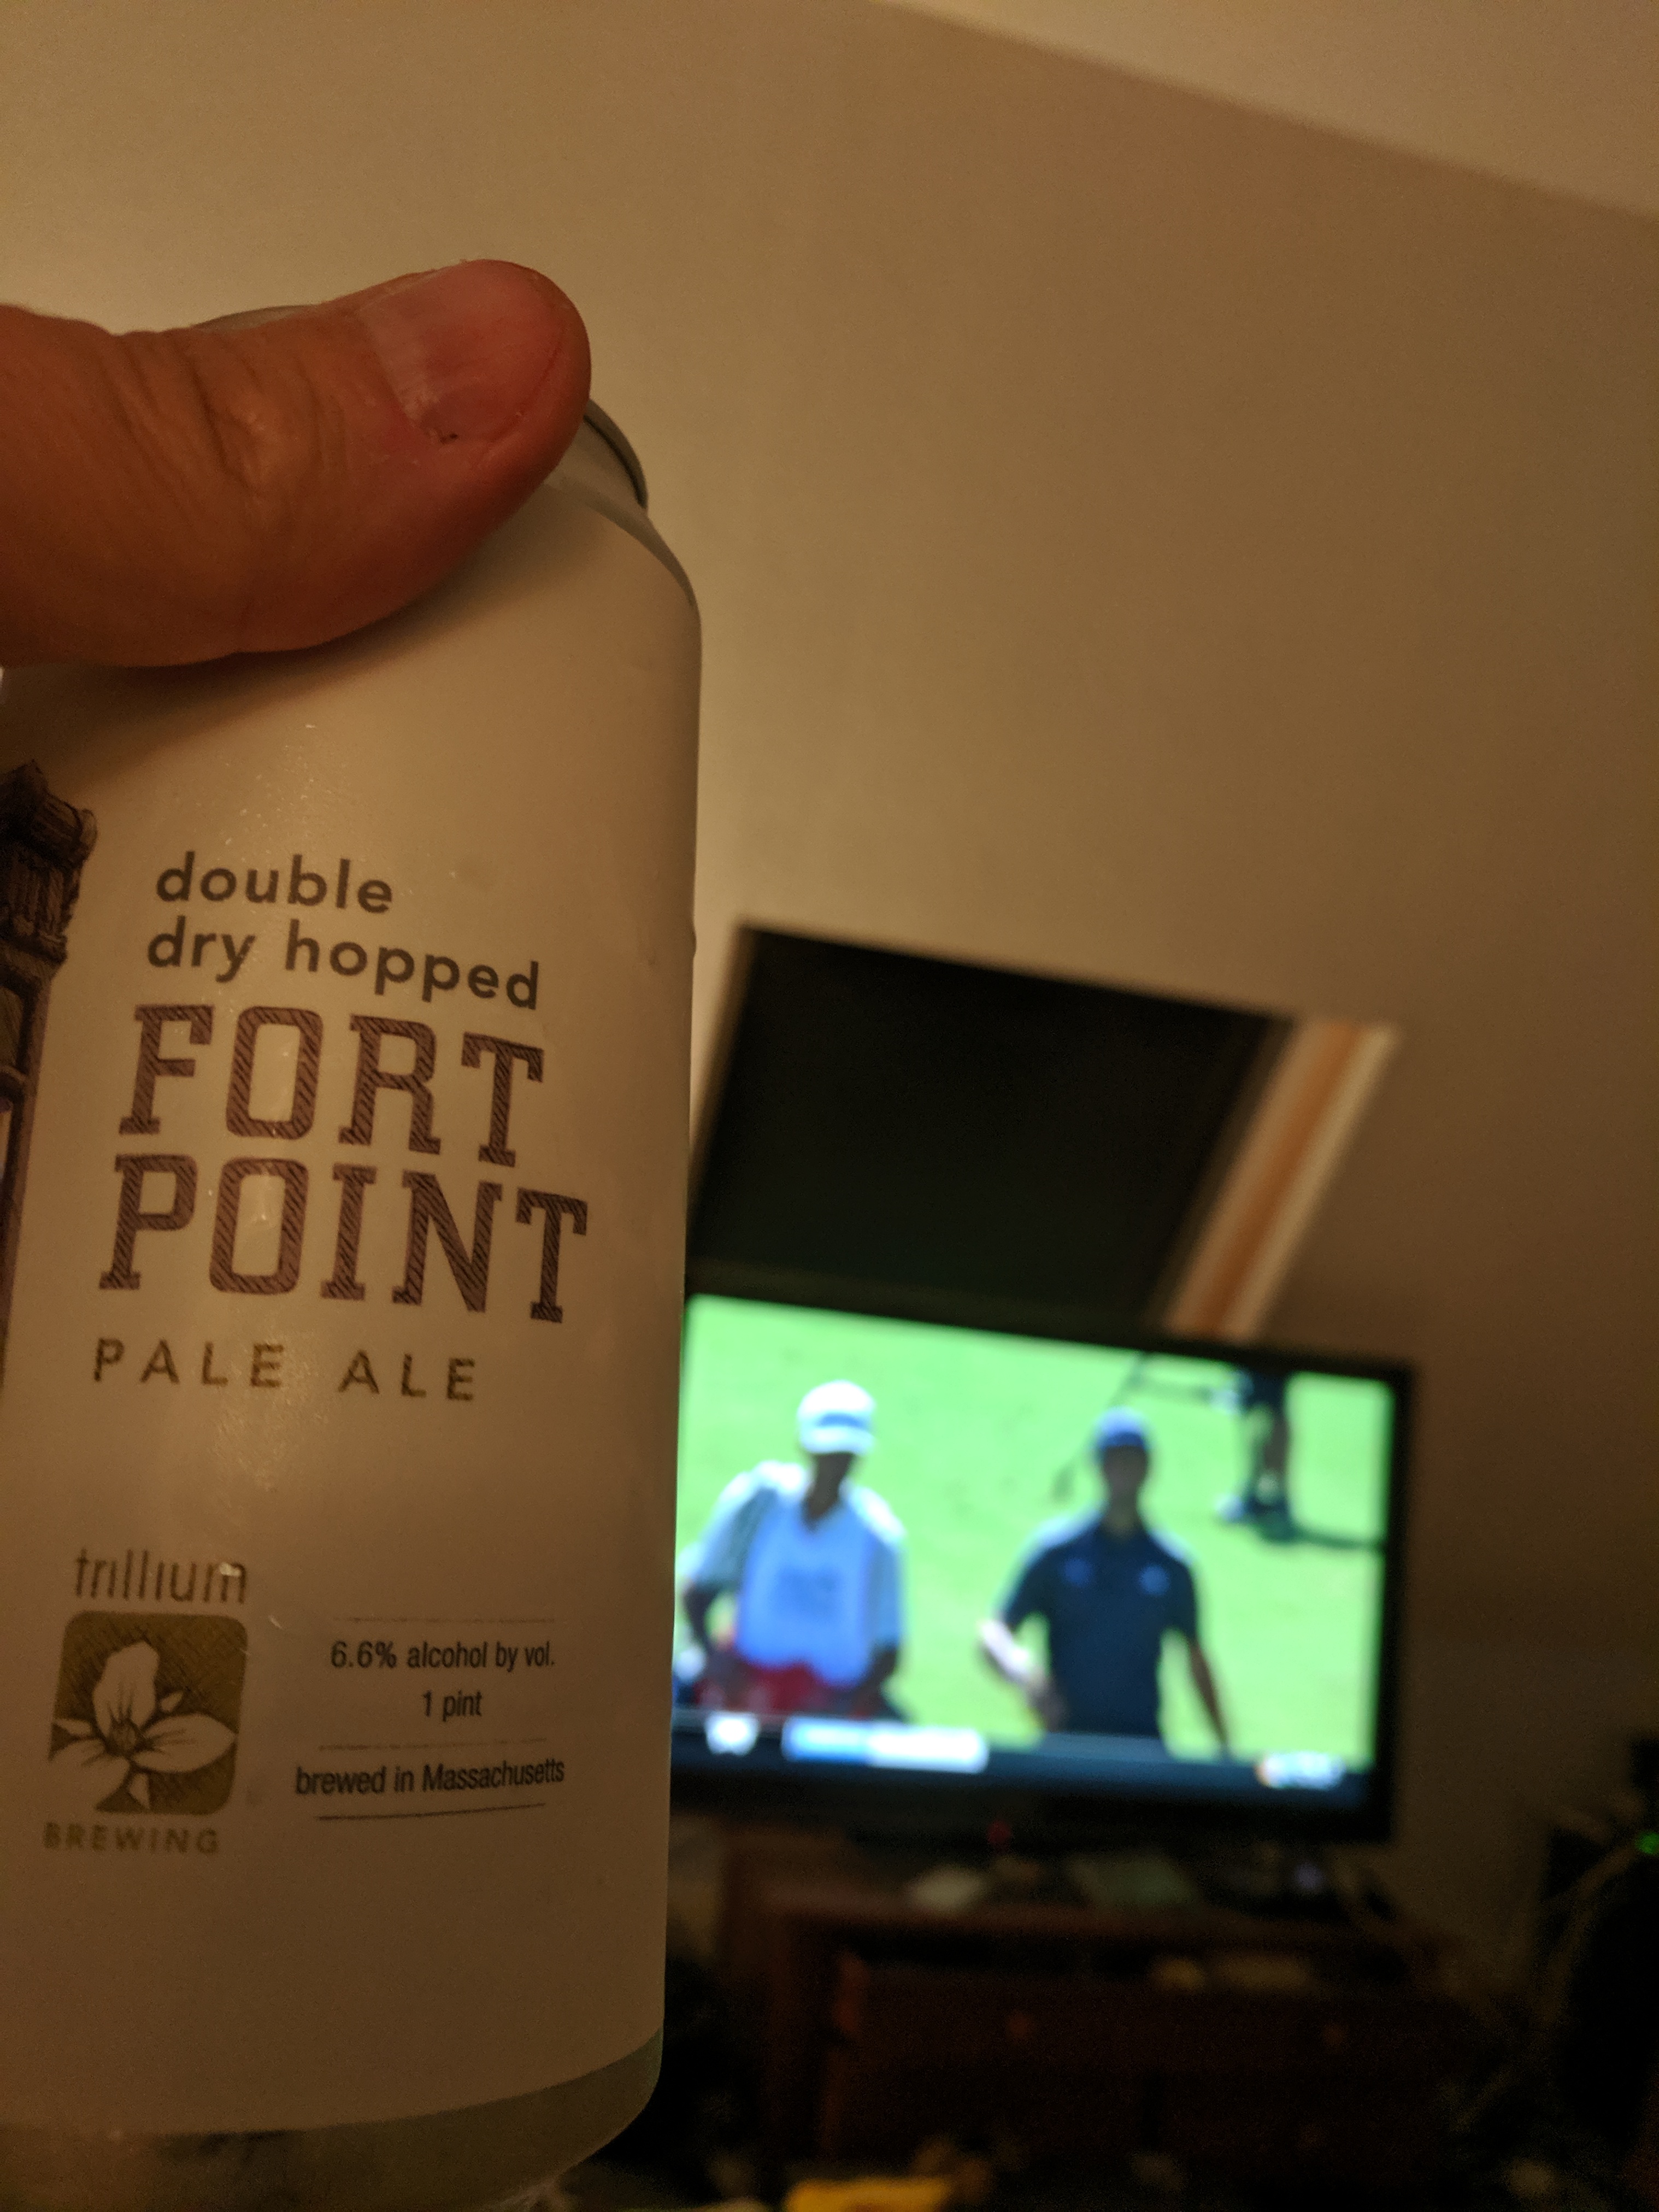 double
dry hopped
FORT
POINT
PALE ALE
trillium
BREWING
6.6% alcohol by vol.
1 pint
brewed in Massachusetts